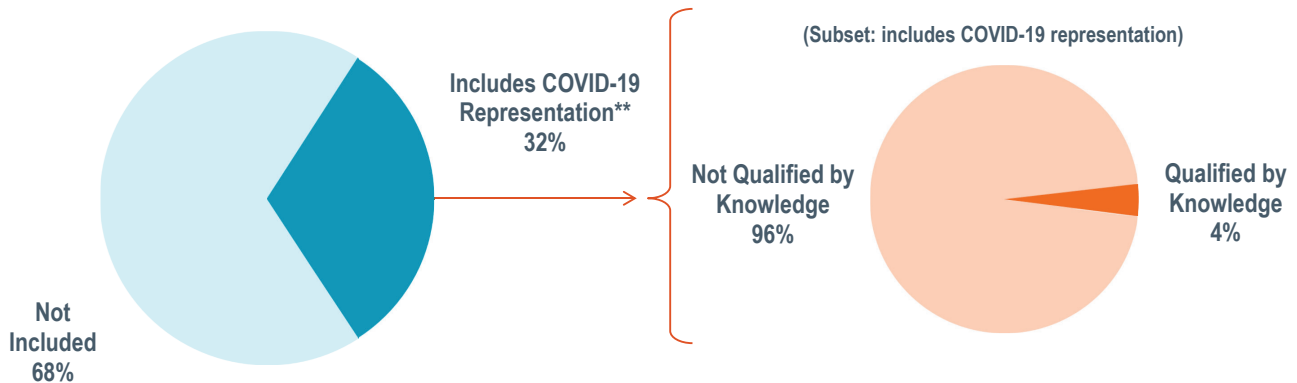 Includes COVID-19
Representation**
32%
Not
Included
68%
(Subset: includes COVID-19 representation)
Not Qualified by
Knowledge
96%
Qualified by
Knowledge
4%